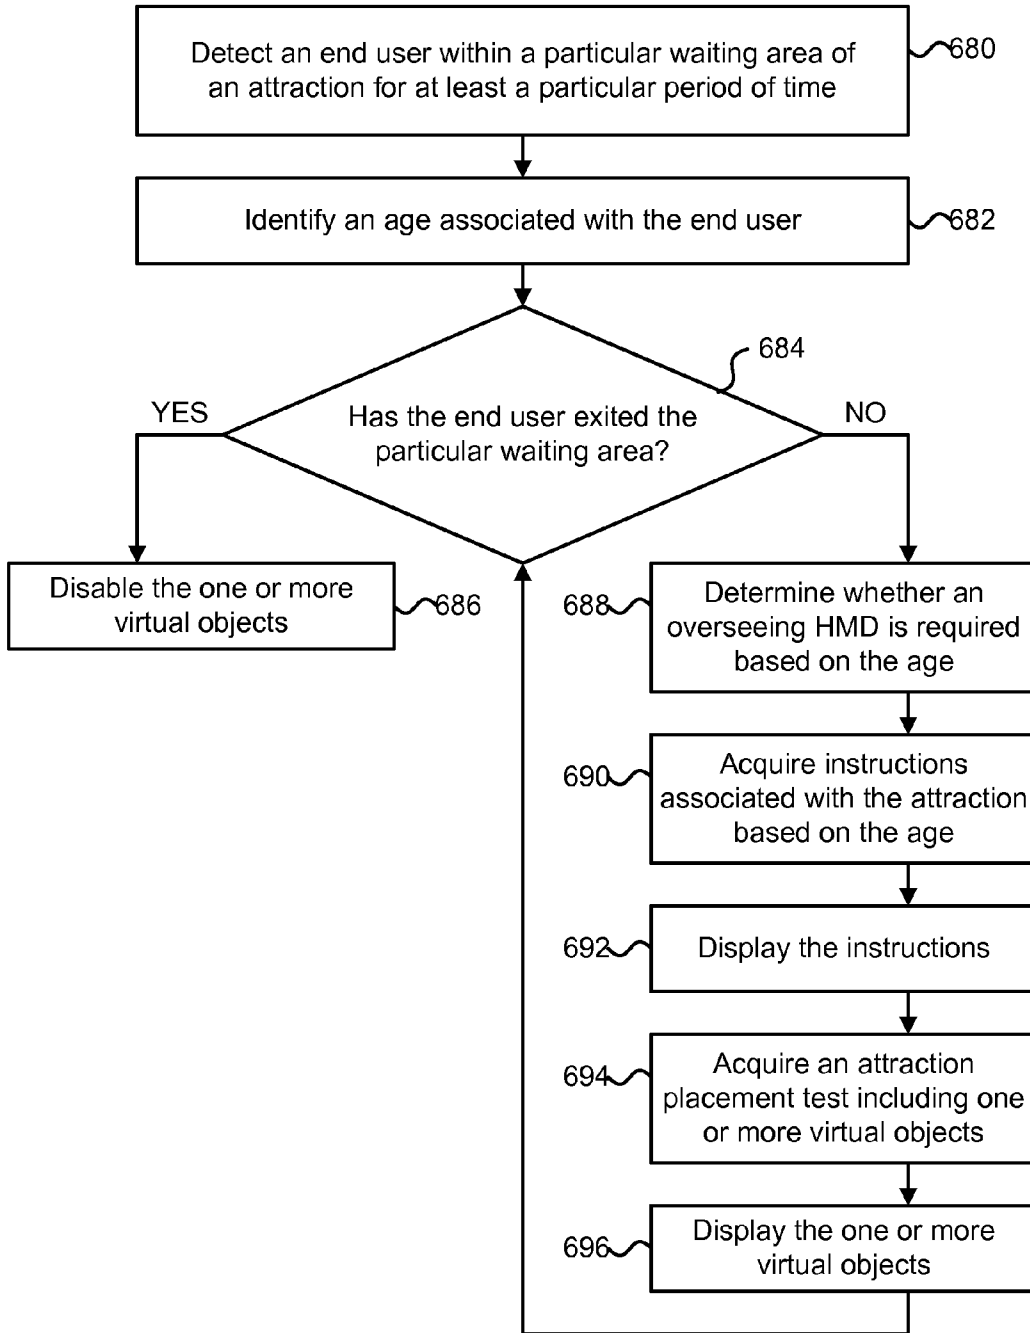 Detect an end user within a particular waiting area of
an attraction for at least a particular period of time
680
Identify an age associated with the end user
682
684
YES
Has the end user exited the
particular waiting area?
NO
Disable the one or more
virtual objects
686
688
Determine whether an
overseeing HMD is required
based on the age
690
Acquire instructions
associated with the attraction
based on the age
692
Display the instructions
694
Acquire an attraction
placement test including one
or more virtual objects
696
Display the one or more
virtual objects